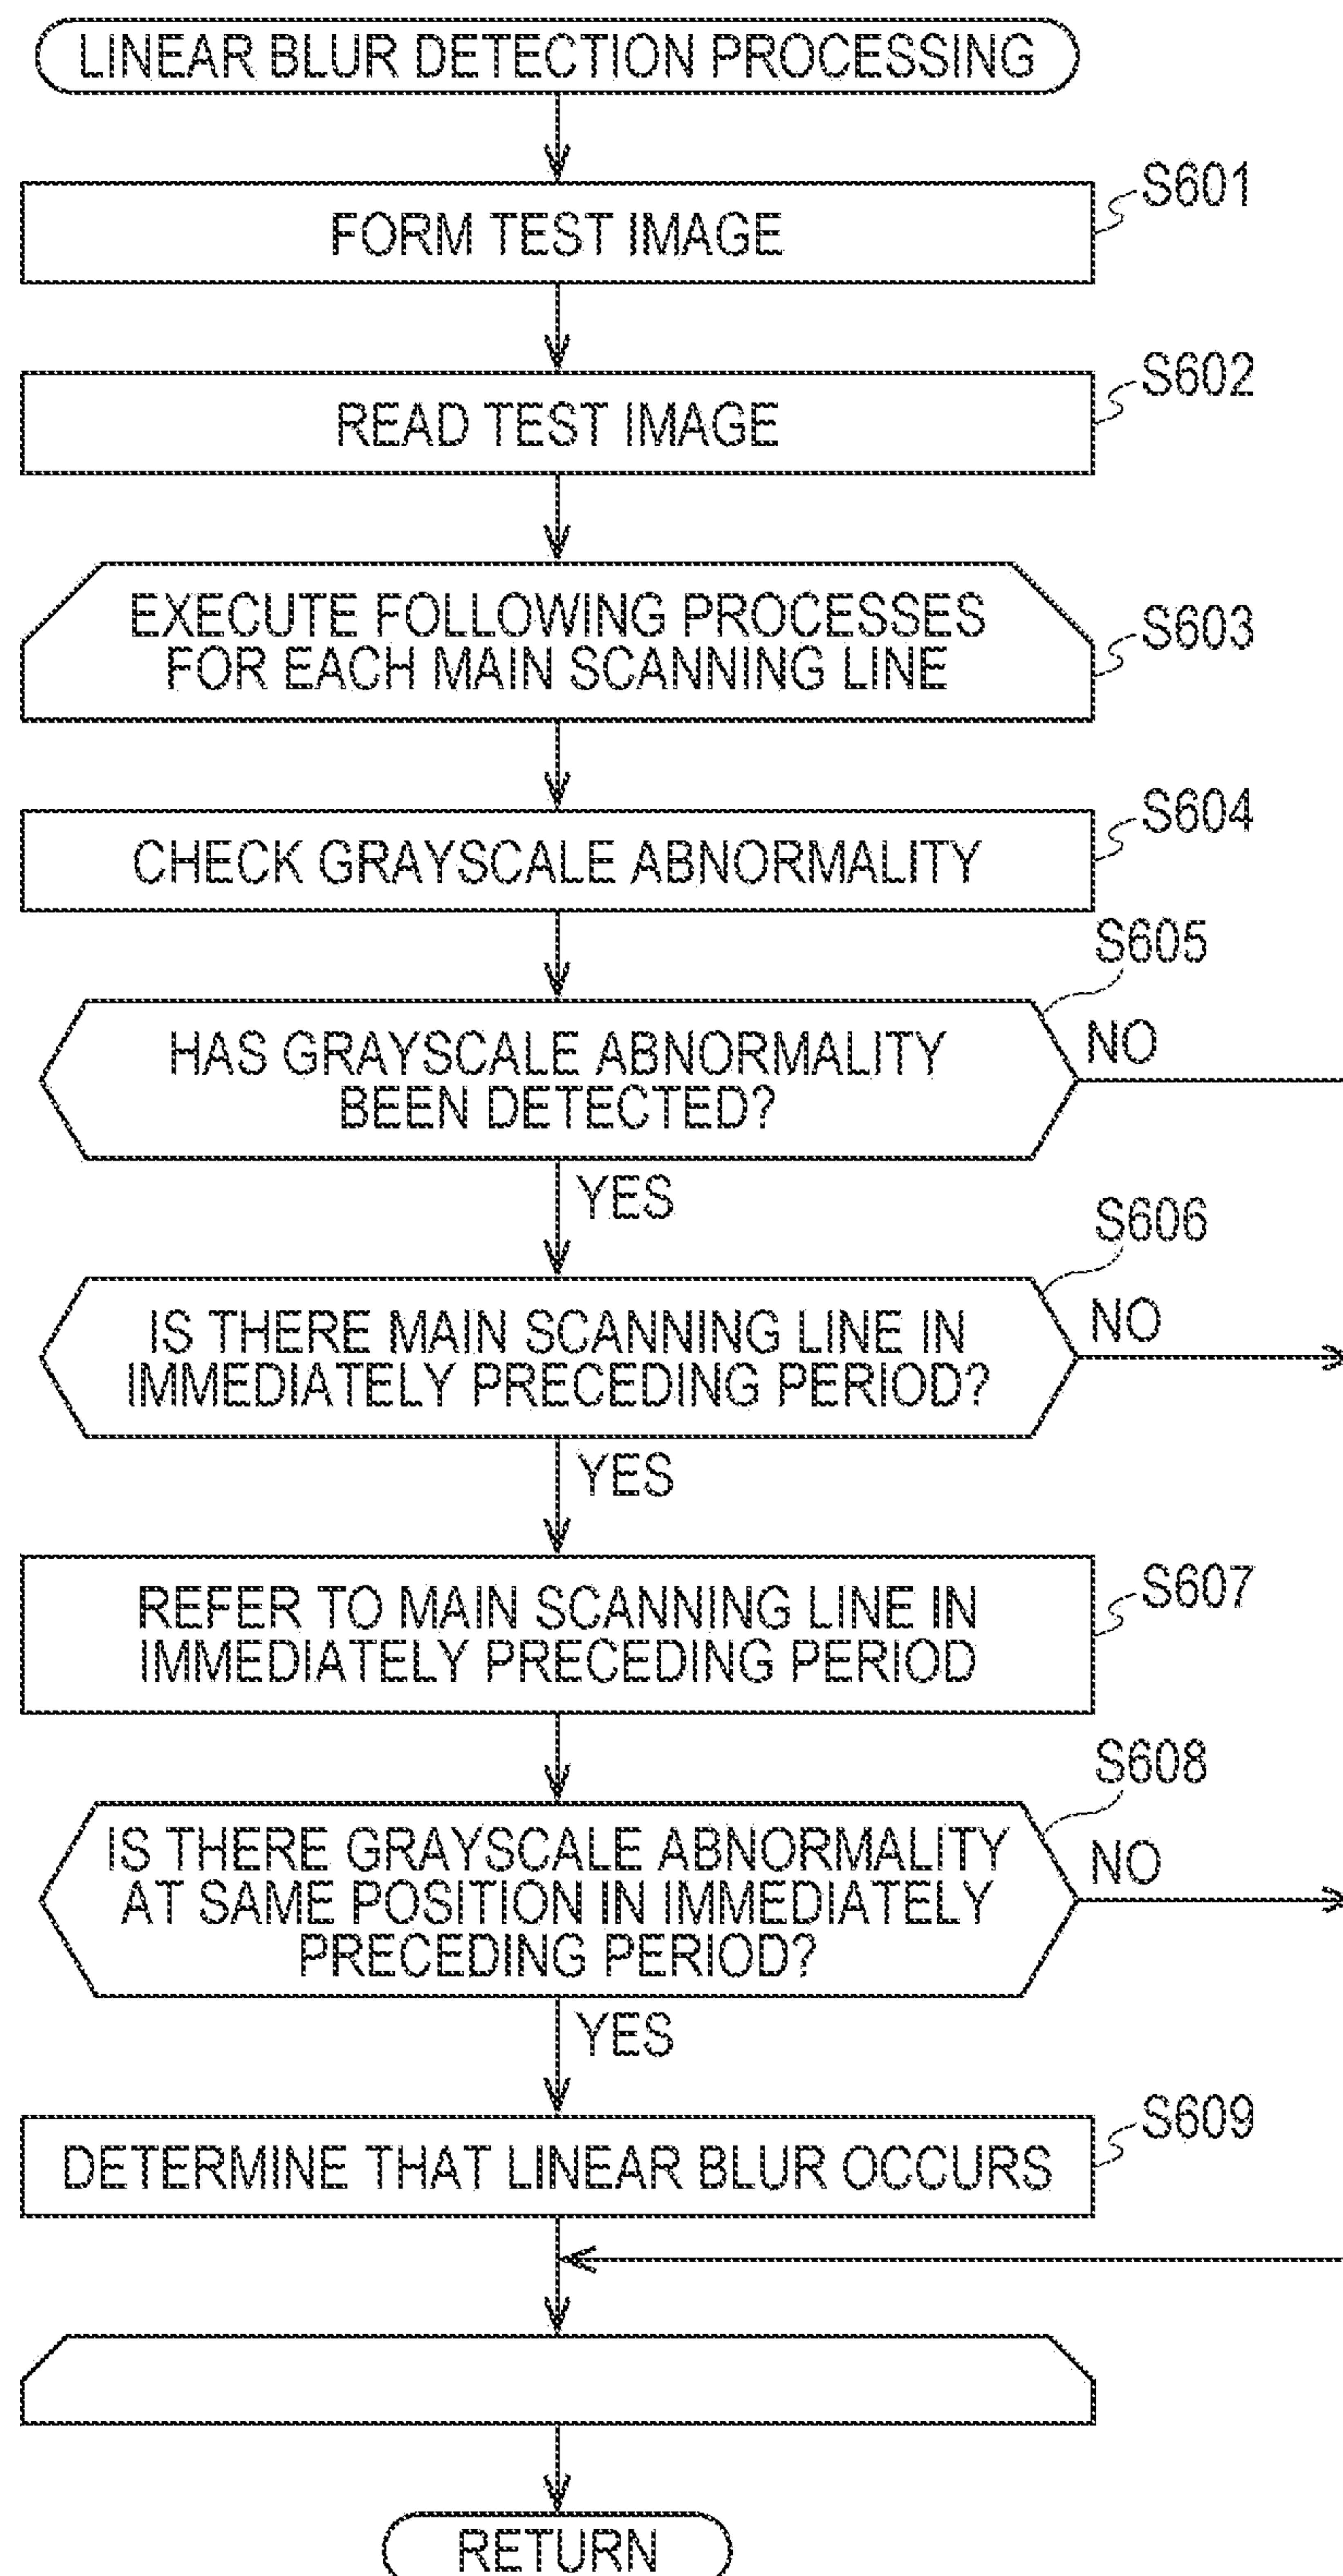 LINEAR BLUR DETECTION PROCESSING
FORM TEST IMAGE
S601
READ TEST IMAGE
S602
EXECUTE FOLLOWING PROCESSES
FOR EACH MAIN SCANNING LINE
S603
CHECK GRAYSCALE ABNORMALITY
S604
S605
HAS GRAYSCALE ABNORMALITY
BEEN DETECTED?
NO
YES
S606
IS THERE MAIN SCANNING LINE IN
IMMEDIATELY PRECEDING PERIOD?
NO
YES
REFER TO MAIN SCANNING LINE IN
IMMEDIATELY PRECEDING PERIOD
S607
S608
IS THERE GRAYSCALE ABNORMALITY
AT SAME POSITION IN IMMEDIATELY
PRECEDING PERIOD?
NO
YES
DETERMINE THAT LINEAR BLUR OCCURS
S609
RETURN